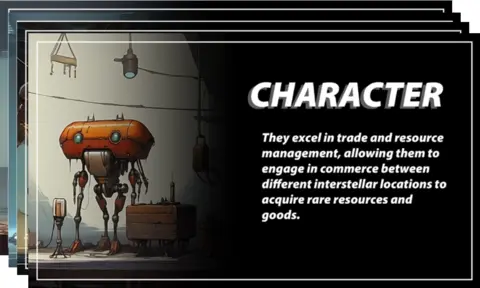 CHARACTER
They excel in trade and resource
management, allowing them to
engage in commerce between
different interstellar locations to
acquire rare resources and
goods.